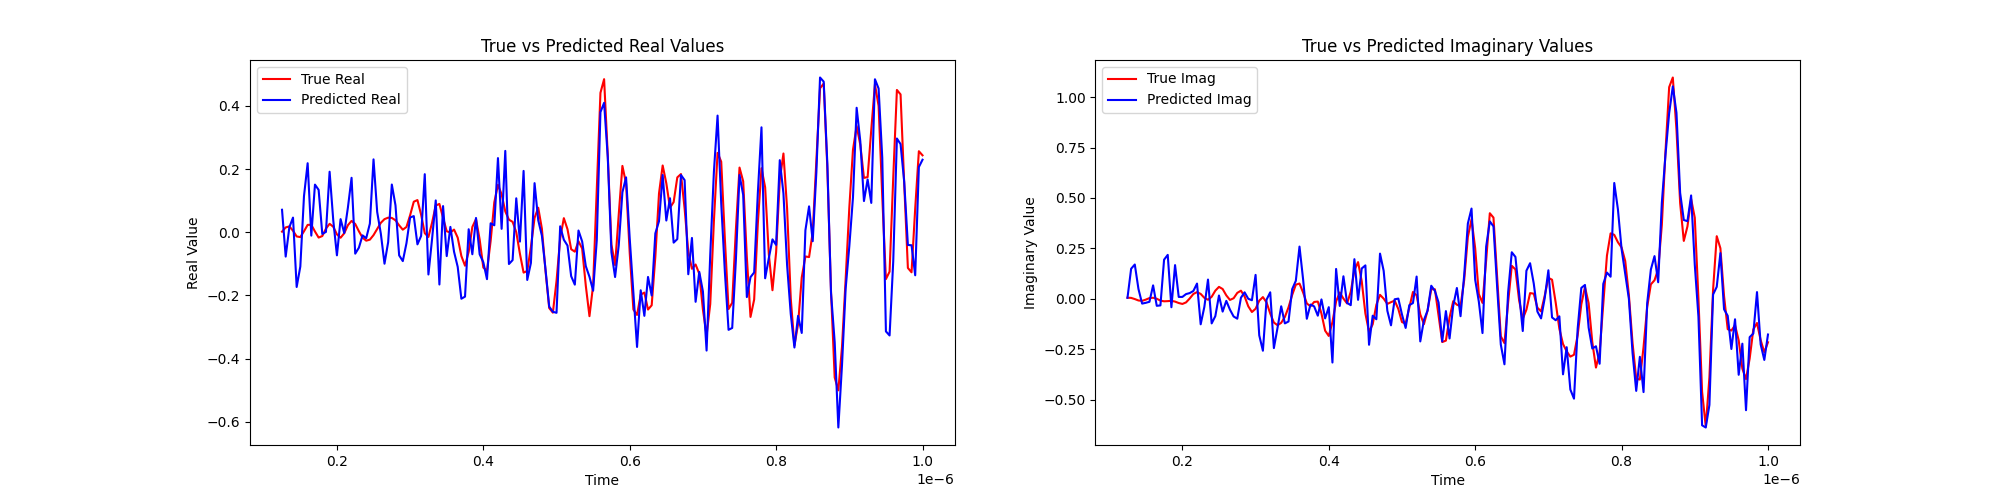 True vs Predicted Real Values
True Real
Predicted Real
Real Value
0.4
0.2
0.0
−0.2
−0.4
−0.6
0.2
0.4
0.6
0.8
1.0
1e−6
Time
True vs Predicted Imaginary Values
True Imag
Predicted Imag
Imaginary Value
1.00
0.75
0.50
0.25
0.00
−0.25
−0.50
0.2
0.4
0.6
0.8
1.0
1e−6
Time